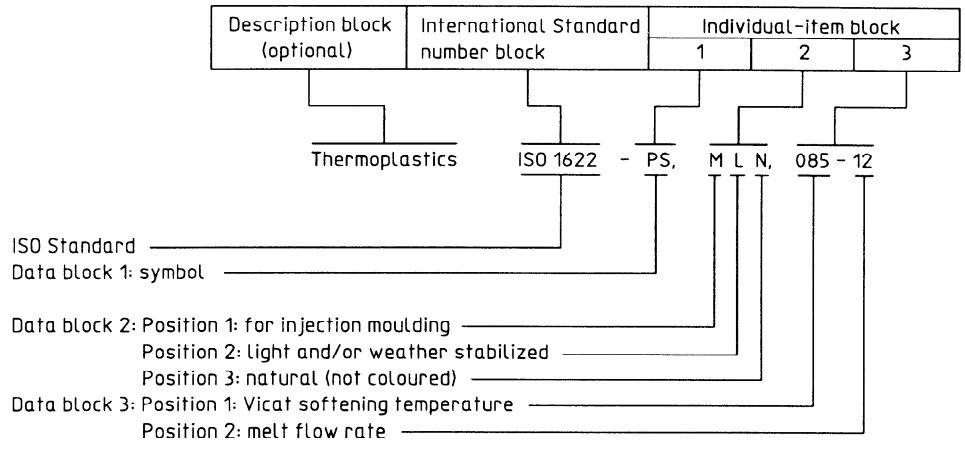 Description block (optional) International Standard number block Individual-item block
1 2 3
Thermoplastics ISO 1622 - PS, M L N, 085 - 12
ISO Standard
Data block 1: symbol
Data block 2: Position 1: for injection moulding
Position 2: light and/or weather stabilized
Position 3: natural (not coloured)
Data block 3: Position 1: Vicat softening temperature
Position 2: melt flow rate